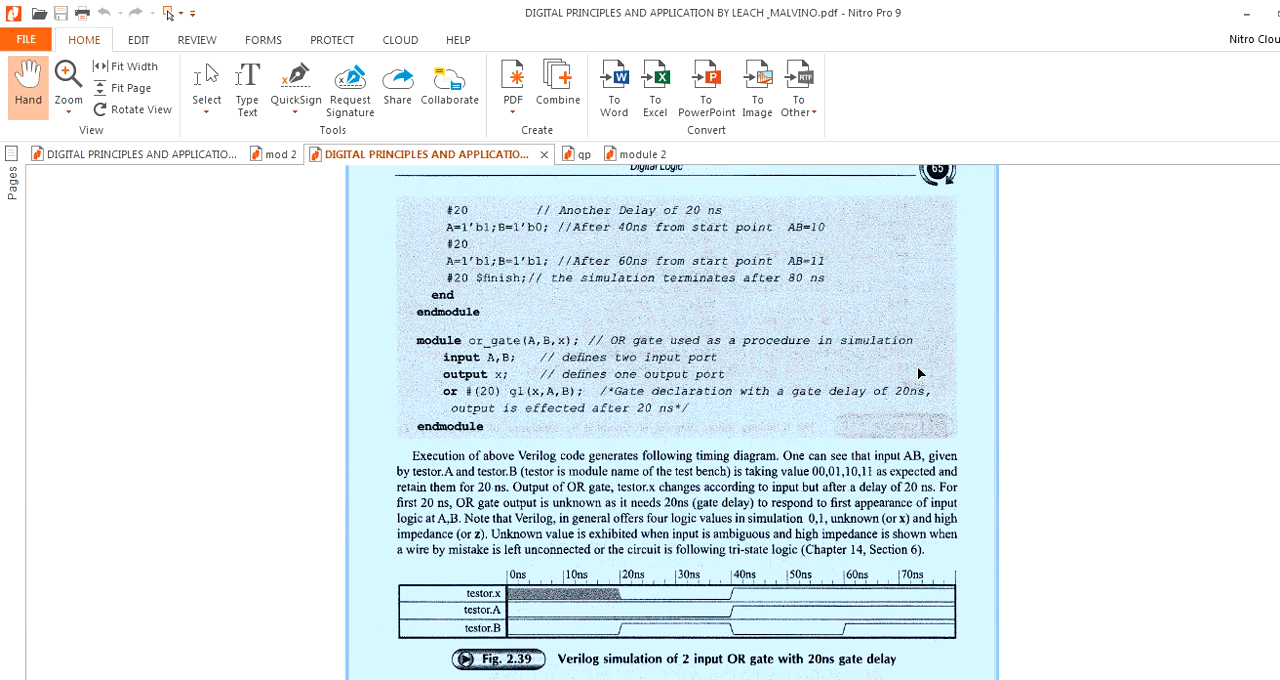 DIGITAL PRINCIPLES AND APPLICATION BY LEACH _MALVINO.pdf - Nitro Pro 9
FILE HOME EDIT REVIEW FORMS PROTECT CLOUD HELP
Nitro Clou
Hand
Zoom
Fit Width
Fit Page
Rotate View
View
Select
Type Text
QuickSign
Request Signature
Share
Collaborate
Tools
PDF
Combine
Create
To Word
To Excel
To PowerPoint
To Image
To Other
Convert
DIGITAL PRINCIPLES AND APPLICATIO... mod 2 DIGITAL PRINCIPLES AND APPLICATIO... qp module 2
Pages
Digital Logic 65
#20 // Another Delay of 20 ns
A=1'b1;B=1'b0; //After 40ns from start point AB=10
#20
A=1'b1;B=1'b1; //After 60ns from start point AB=11
#20 $finish;// the simulation terminates after 80 ns
end
endmodule
module or_gate(A,B,x); // OR gate used as a procedure in simulation
input A,B; // defines two input port
output x; // defines one output port
or #(20) g1(x,A,B); /*Gate declaration with a gate delay of 20ns,
output is effected after 20 ns*/
endmodule
Execution of above Verilog code generates following timing diagram. One can see that input AB, given
by testor.A and testor.B (testor is module name of the test bench) is taking value 00,01,10,11 as expected and
retain them for 20 ns. Output of OR gate, testor.x changes according to input but after a delay of 20 ns. For
first 20 ns, OR gate output is unknown as it needs 20ns (gate delay) to respond to first appearance of input
logic at A,B. Note that Verilog, in general offers four logic values in simulation 0,1, unknown (or x) and high
impedance (or z). Unknown value is exhibited when input is ambiguous and high impedance is shown when
a wire by mistake is left unconnected or the circuit is following tri-state logic (Chapter 14, Section 6).
0ns 10ns 20ns 30ns 40ns 50ns 60ns 70ns
testor.x
testor.A
testor.B
Fig. 2.39 Verilog simulation of 2 input OR gate with 20ns gate delay